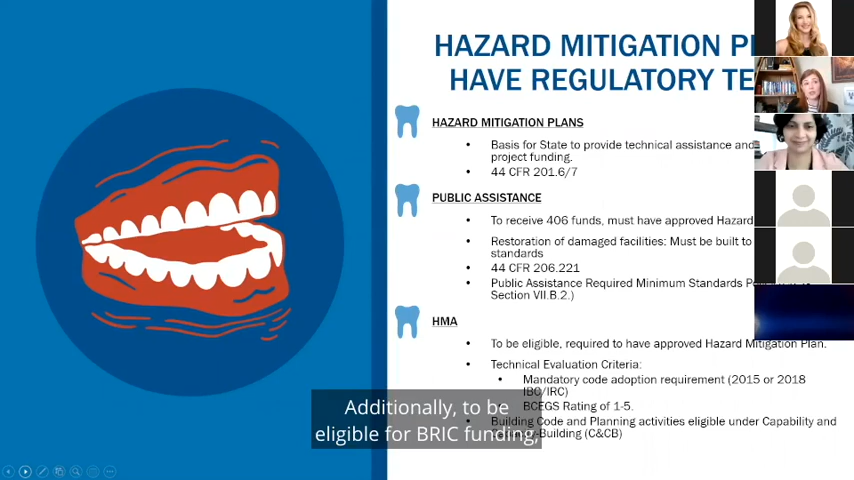 HAZARD MITIGATION
HAVE REGULATORY
HAZARD MITIGATION PLANS
• Basis for State to provide technical assistance and
project funding.
• 44 CFR 201.6/7
PUBLIC ASSISTANCE
• To receive 406 funds, must have approved Hazard
• Restoration of damaged facilities: Must be built to
standards
• 44 CFR 206.221
• Public Assistance Required Minimum Standards
Section VII.B.2.)
HMA
• To be eligible, required to have approved Hazard Mitigation Plan.
• Technical Evaluation Criteria:
• Mandatory code adoption requirement (2015 or 2018
IBC/IRC)
• BCEGS Rating of 1-5.
• Building Code and Planning activities eligible under Capability and
(C&CB)
Additionally, to be
eligible for BRIC funding,